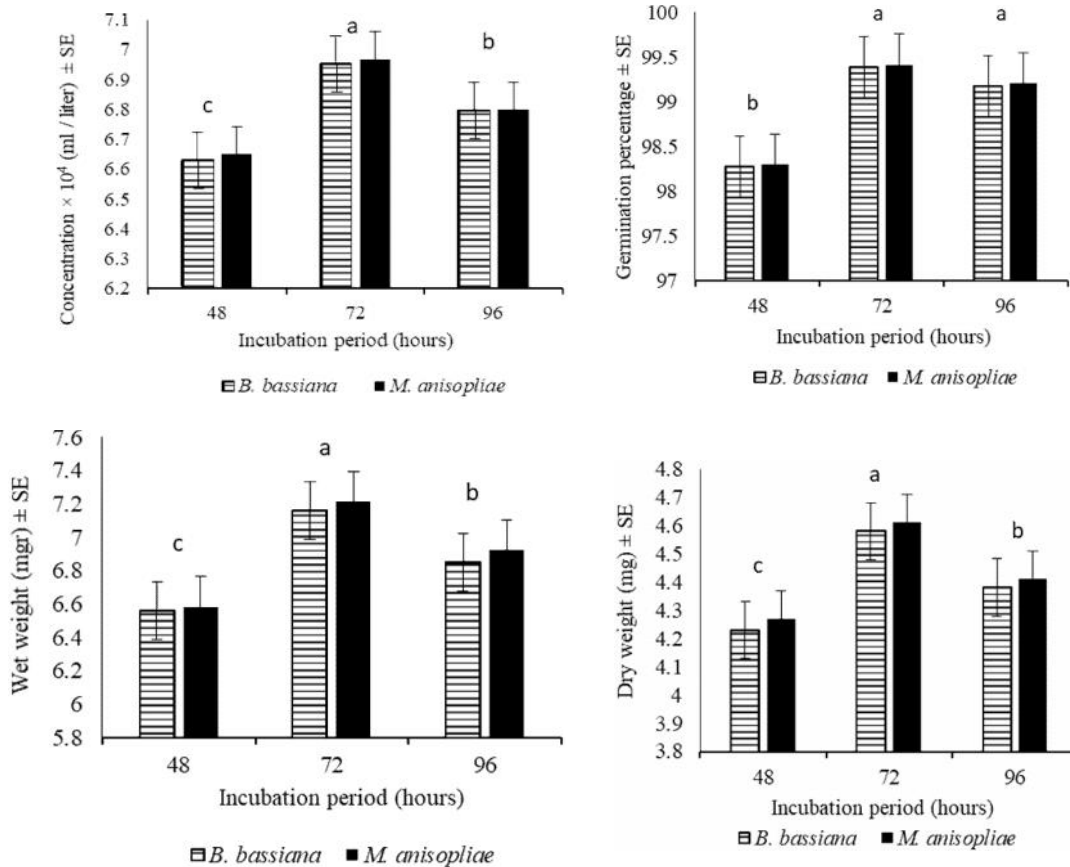 Concentration × 10⁴ (ml / liter) ± SE
7.1
7
6.9
6.8
6.7
6.6
6.5
6.4
6.3
6.2
c
a
b
48
72
96
Incubation period (hours)
B. bassiana
M. anisopliae
Germination percentage ± SE
100
99.5
99
98.5
98
97.5
97
b
a
a
48
72
96
Incubation period (hours)
B. bassiana
M. anisopliae
Wet weight (mgr) ± SE
7.6
7.4
7.2
7
6.8
6.6
6.4
6.2
6
5.8
c
a
b
48
72
96
Incubation period (hours)
B. bassiana
M. anisopliae
Dry weight (mg) ± SE
4.8
4.7
4.6
4.5
4.4
4.3
4.2
4.1
4
3.9
3.8
c
a
b
48
72
96
Incubation period (hours)
B. bassiana
M. anisopliae